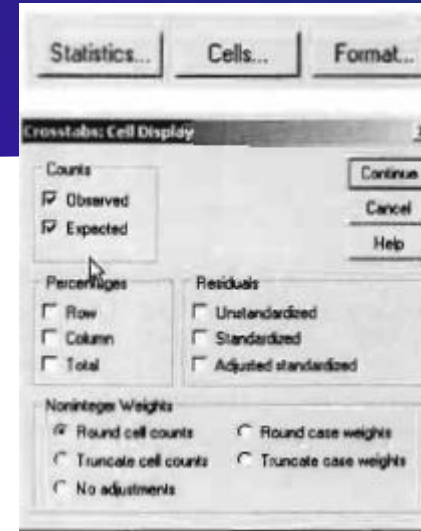 Statistics... Cells... Format...
Crosstabs: Cell Display
Counts
Observed
Expected
Continue
Cancel
Help
Percentages
Row
Column
Total
Residuals
Unstandardized
Standardized
Adjusted standardized
Noninteger Weights
Round cell counts Round case weights
Truncate cell counts Truncate case weights
No adjustments